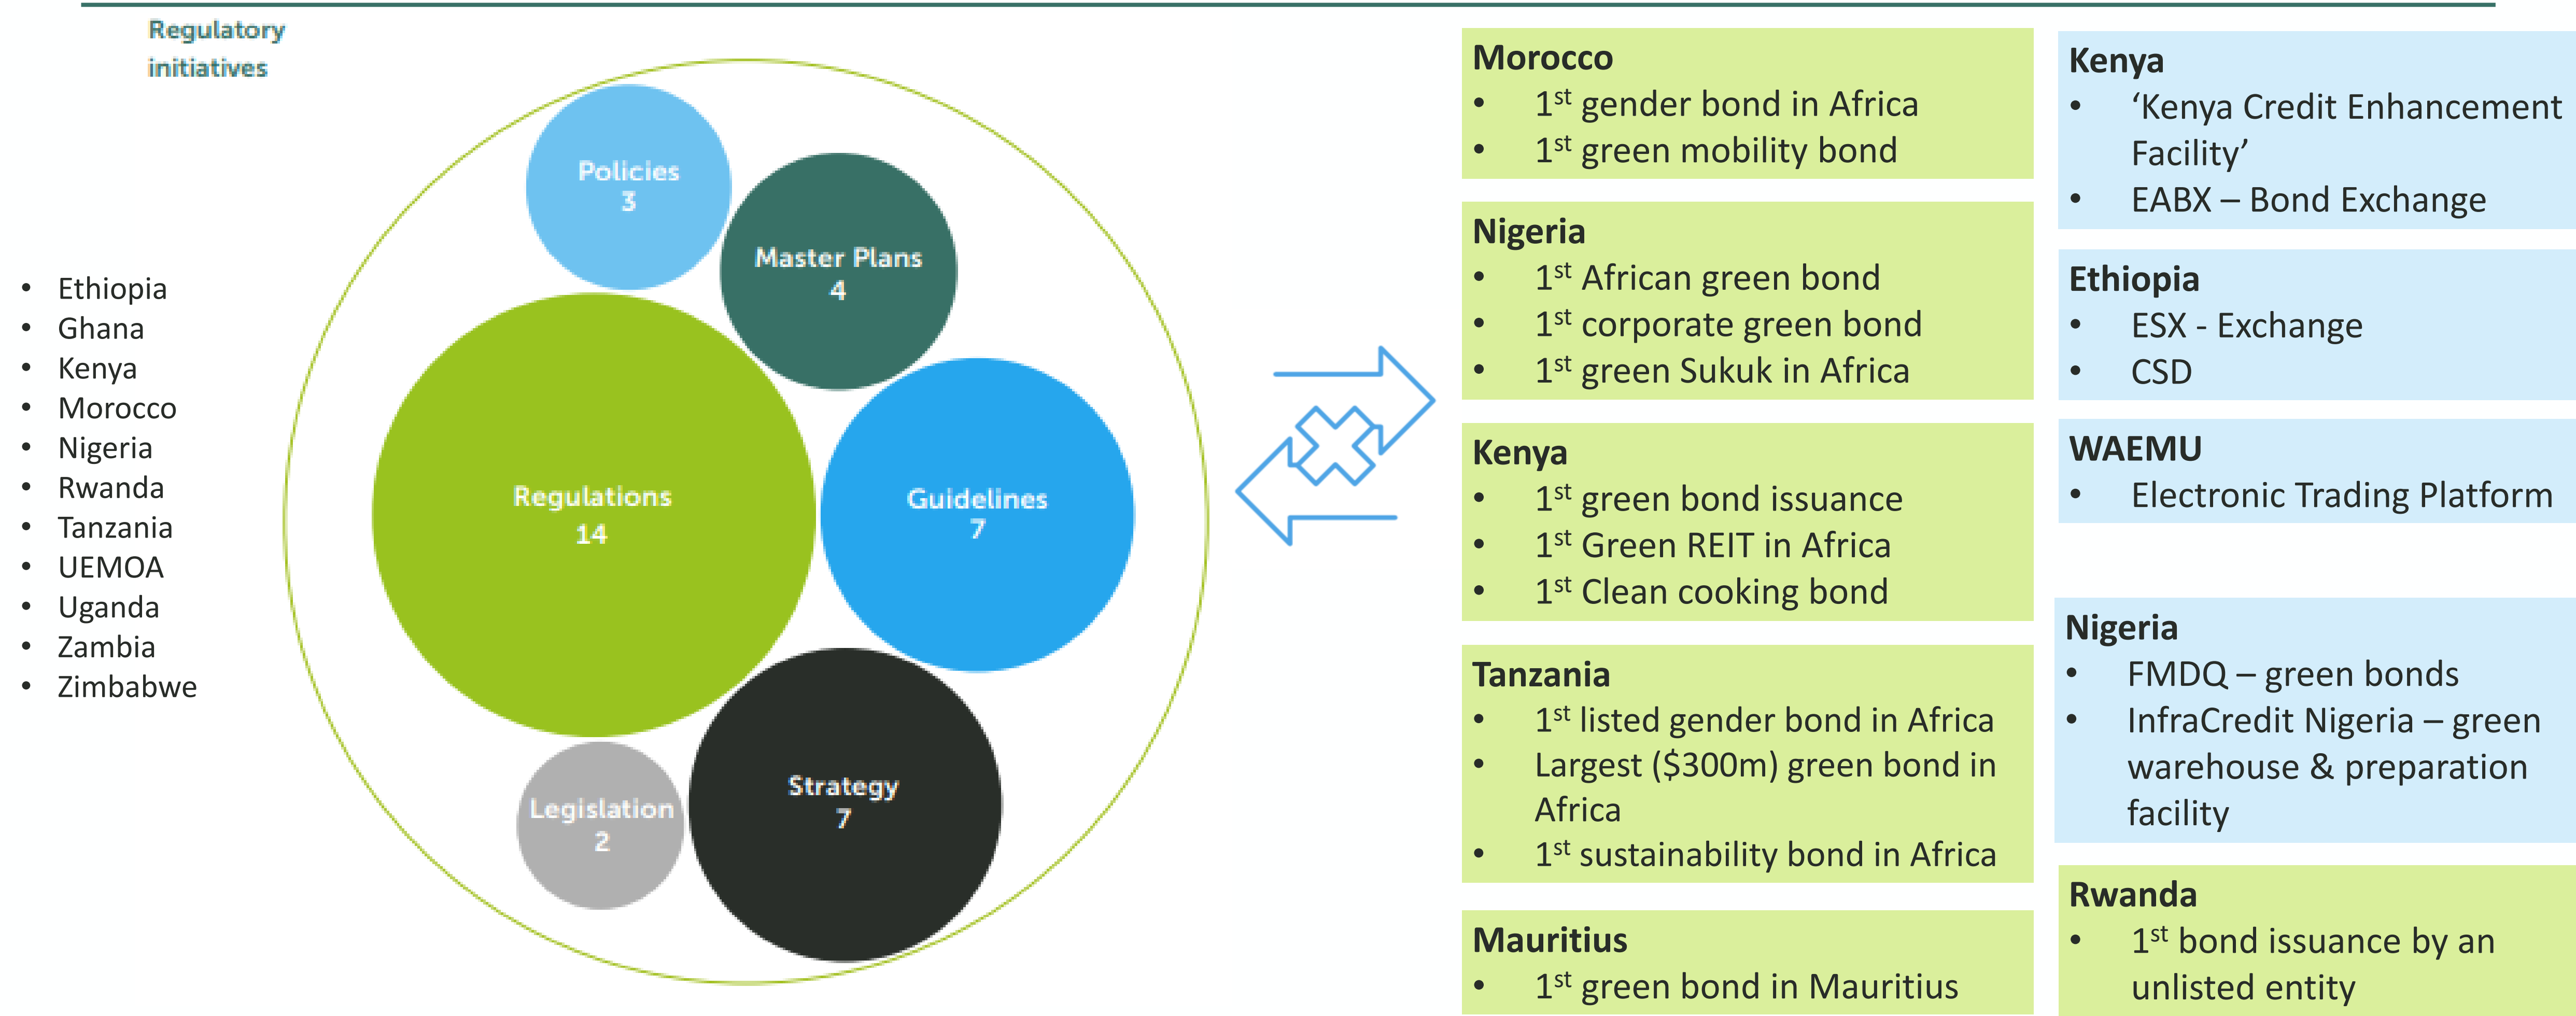 Regulatory
initiatives
• Ethiopia
• Ghana
• Kenya
• Morocco
• Nigeria
• Rwanda
• Tanzania
• UEMOA
• Uganda
• Zambia
• Zimbabwe
Policies
3
Master Plans
4
Regulations
14
Guidelines
7
Strategy
7
Legislation
2
Morocco
• 1st gender bond in Africa
• 1st green mobility bond
Nigeria
• 1st African green bond
• 1st corporate green bond
• 1st green Sukuk in Africa
Kenya
• 1st green bond issuance
• 1st Green REIT in Africa
• 1st Clean cooking bond
Tanzania
• 1st listed gender bond in Africa
• Largest ($300m) green bond in
Africa
• 1st sustainability bond in Africa
Mauritius
• 1st green bond in Mauritius
Kenya
• ‘Kenya Credit Enhancement
Facility’
• EABX – Bond Exchange
Ethiopia
• ESX - Exchange
• CSD
WAEMU
• Electronic Trading Platform
Nigeria
• FMDQ – green bonds
• InfraCredit Nigeria – green
warehouse & preparation
facility
Rwanda
• 1st bond issuance by an
unlisted entity